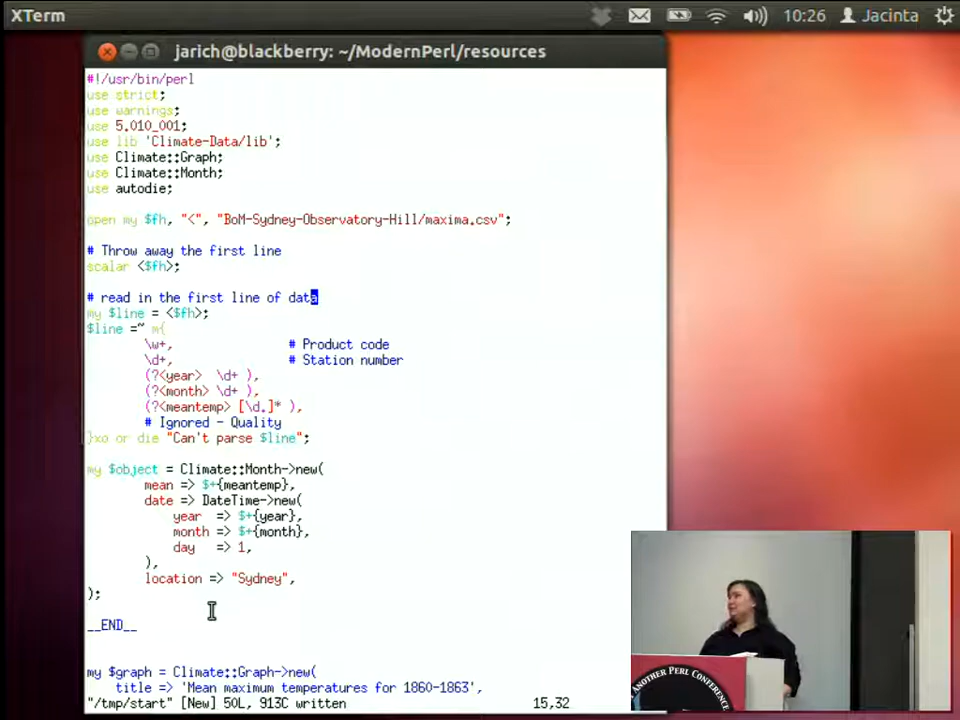 XTerm
10:26
Jacinta
jarich@blackberry: ~/ModernPerl/resources
#!/usr/bin/perl
use strict;
use warnings;
use 5.010_001;
use lib 'Climate-Data/lib';
use Climate::Graph;
use Climate::Month;
use autodie;
open my $fh, "<", "BoM-Sydney-Observatory-Hill/maxima.csv";
# Throw away the first line
scalar <$fh>;
# read in the first line of data
my $line = <$fh>;
$line =~ m{
\w+, # Product code
\d+, # Station number
(?<year> \d+ ),
(?<month> \d+ ),
(?<meantemp> [\d.]* ),
# Ignored - Quality
}xo or die "Can't parse $line";
my $object = Climate::Month->new(
mean => $+{meantemp},
date => DateTime->new(
year => $+{year},
month => $+{month},
day => 1,
),
location => "Sydney",
);
__END__
my $graph = Climate::Graph->new(
title => 'Mean maximum temperatures for 1860-1863',
"/tmp/start" [New] 50L, 913C written 15,32
ANOTHER PERL CONFERENCE